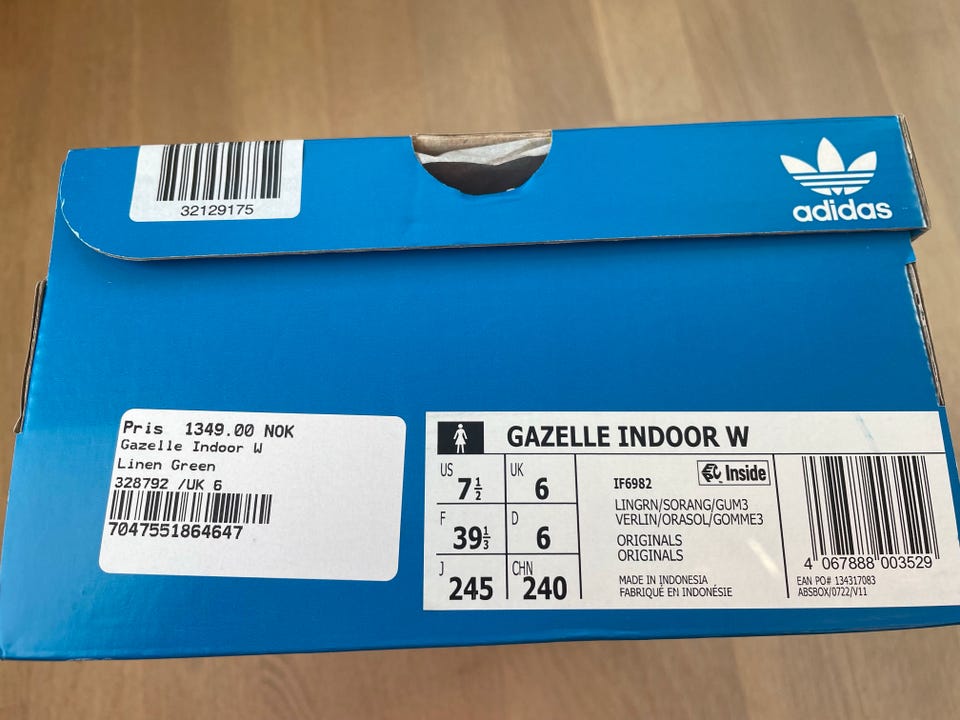 32129175
adidas
Pris 1349.00 NOK
Gazelle Indoor W
Linen Green
328792 /UK 6
7047551864647
GAZELLE INDOOR W
US 7½
UK 6
F 39⅓
D 6
J 245
CHN 240
IF6982
Inside
LINGRN/SORANG/GUM3
VERLIN/ORASOL/GOMME3
ORIGINALS
ORIGINALS
MADE IN INDONESIA
FABRIQUÉ EN INDONÉSIE
4 067888 003529
EAN PO# 134317083
ABSBOX/0722/V11